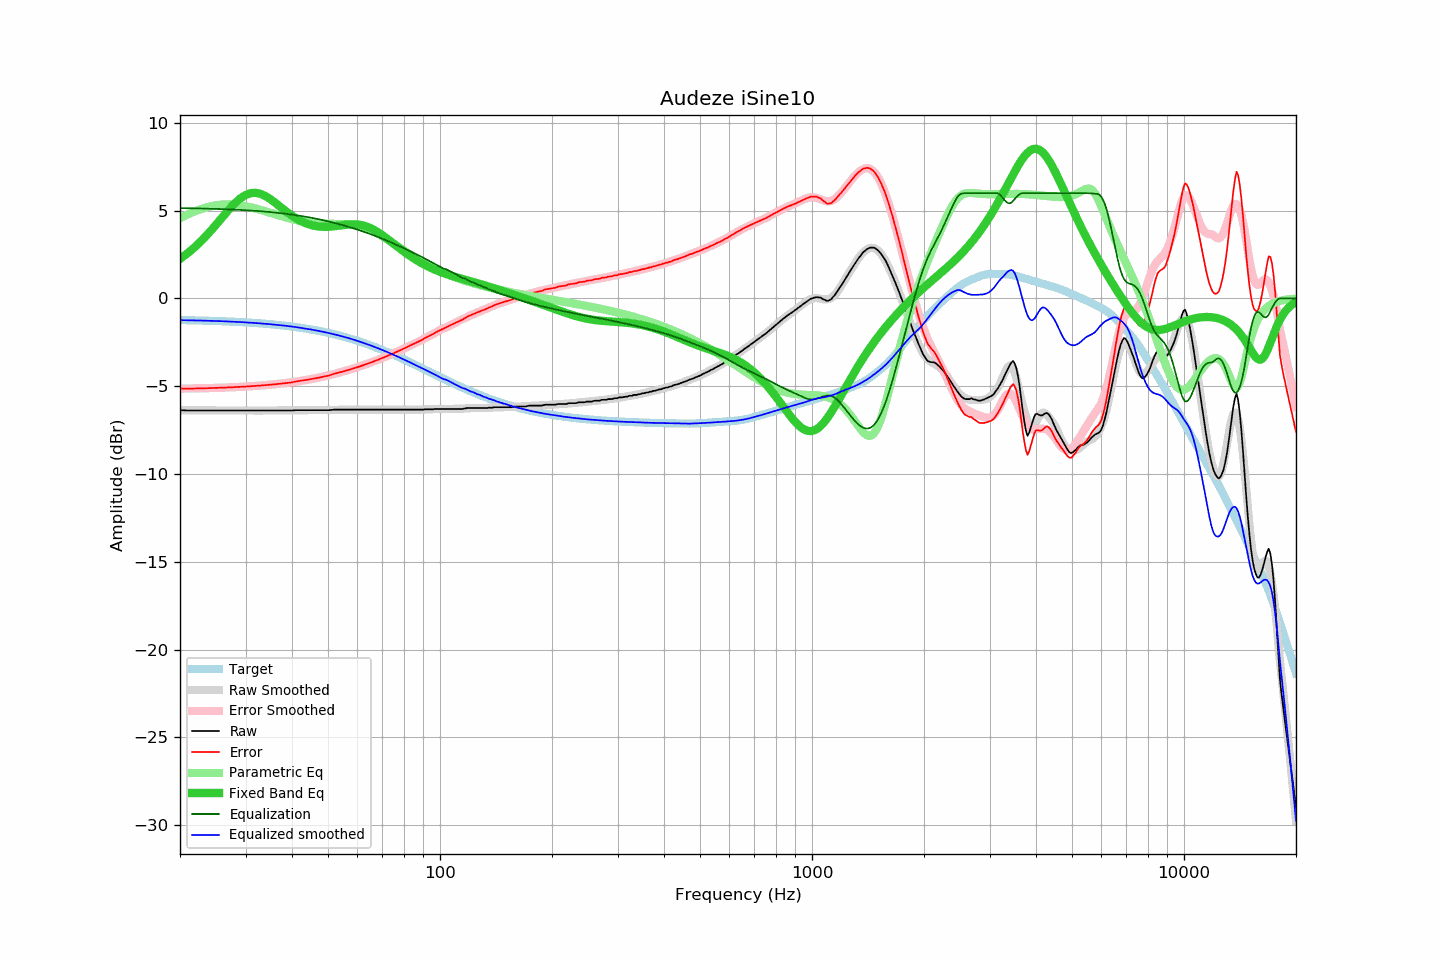 Audeze iSine10
10
5
0
−5
−10
−15
−20
−25
−30
Amplitude (dBr)
Target
Raw Smoothed
Error Smoothed
Raw
Error
Parametric Eq
Fixed Band Eq
Equalization
Equalized smoothed
100
1000
10000
Frequency (Hz)